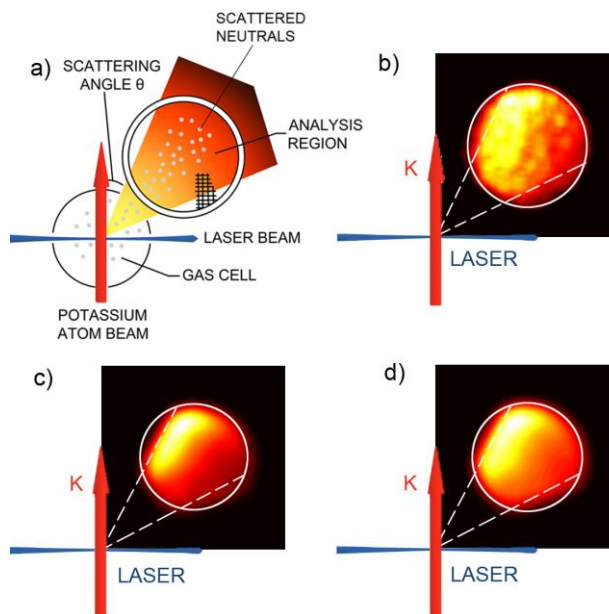 a)
SCATTERED
NEUTRALS
SCATTERING
ANGLE θ
ANALYSIS
REGION
LASER BEAM
GAS CELL
POTASSIUM
ATOM BEAM
b)
K
LASER
c)
K
LASER
d)
K
LASER